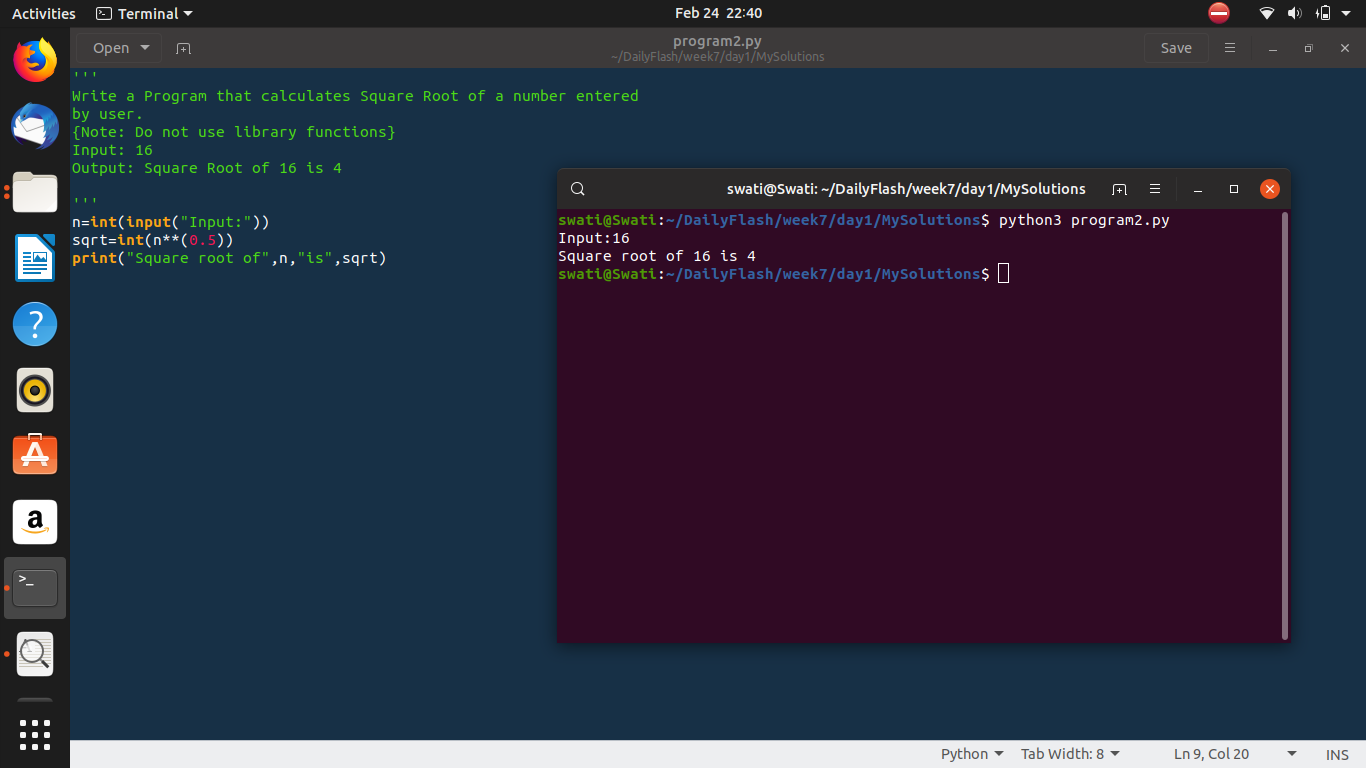 Activities Terminal Feb 24 22:40
Open program2.py Save
~/DailyFlash/week7/day1/MySolutions
'''
Write a Program that calculates Square Root of a number entered
by user.
{Note: Do not use library functions}
Input: 16
Output: Square Root of 16 is 4
'''
n=int(input("Input:"))
sqrt=int(n**(0.5))
print("Square root of",n,"is",sqrt)
swati@Swati: ~/DailyFlash/week7/day1/MySolutions
swati@Swati:~/DailyFlash/week7/day1/MySolutions$ python3 program2.py
Input:16
Square root of 16 is 4
swati@Swati:~/DailyFlash/week7/day1/MySolutions$
?
A
a
>_
Python Tab Width: 8 Ln 9, Col 20 INS